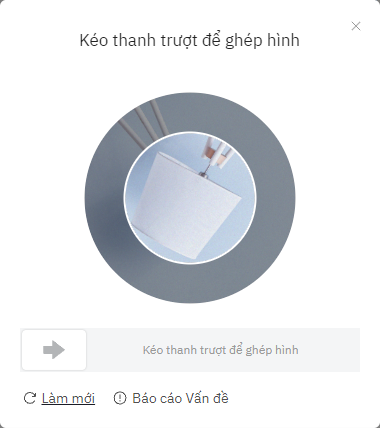 Kéo thanh trượt để ghép hình
Kéo thanh trượt để ghép hình
Làm mới
Báo cáo Vấn đề